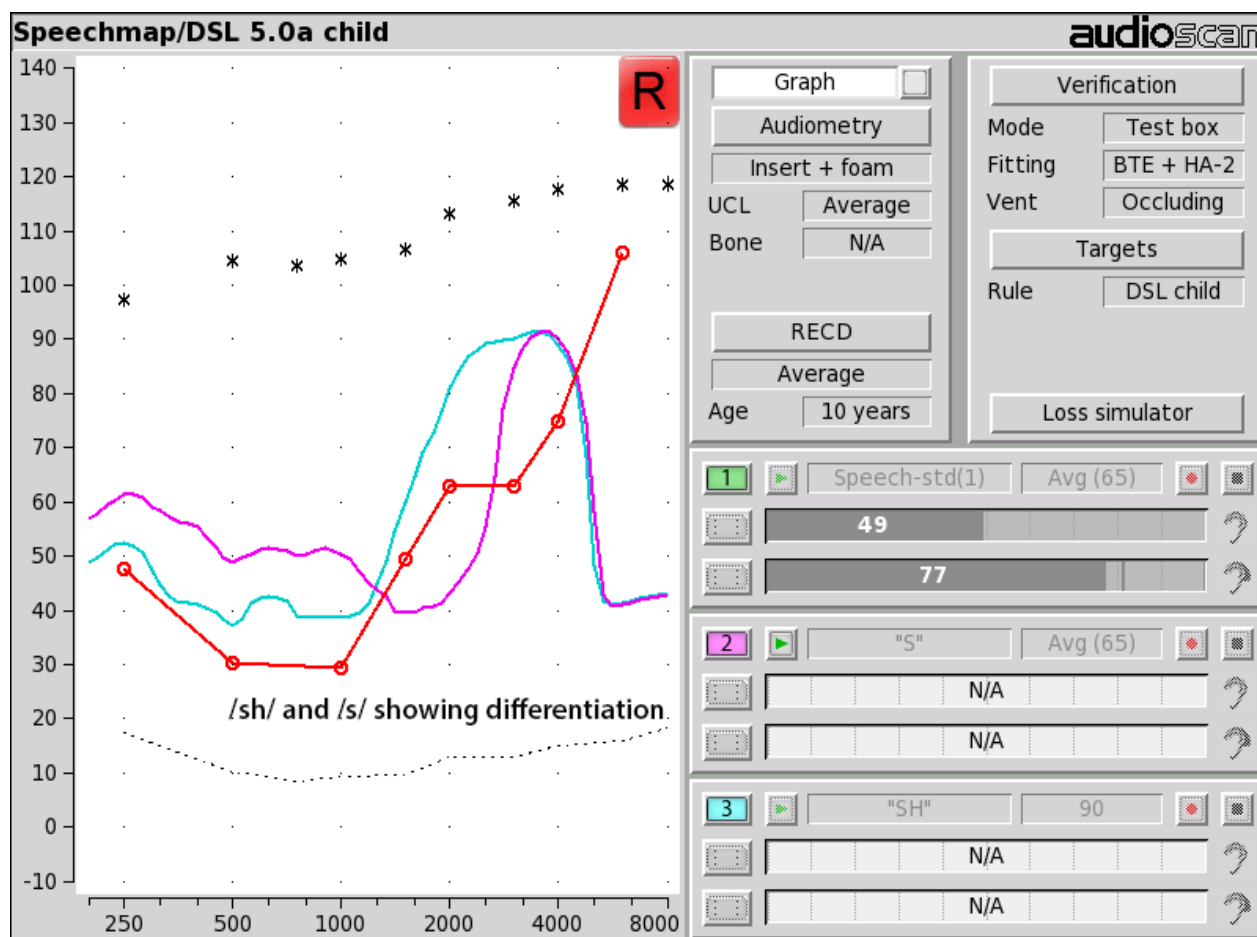 Speechmap/DSL 5.0a child
audioscan
140
130
120
110
100
90
80
70
60
50
40
30
20
10
0
-10
R
/sh/ and /s/ showing differentiation
250 500 1000 2000 4000 8000
Graph
Audiometry
Insert + foam
UCL Average
Bone N/A
RECD
Average
Age 10 years
Verification
Mode Test box
Fitting BTE + HA-2
Vent Occluding
Targets
Rule DSL child
Loss simulator
1 Speech-std(1) Avg (65)
49
77
2 "S" Avg (65)
N/A
N/A
3 "SH" 90
N/A
N/A